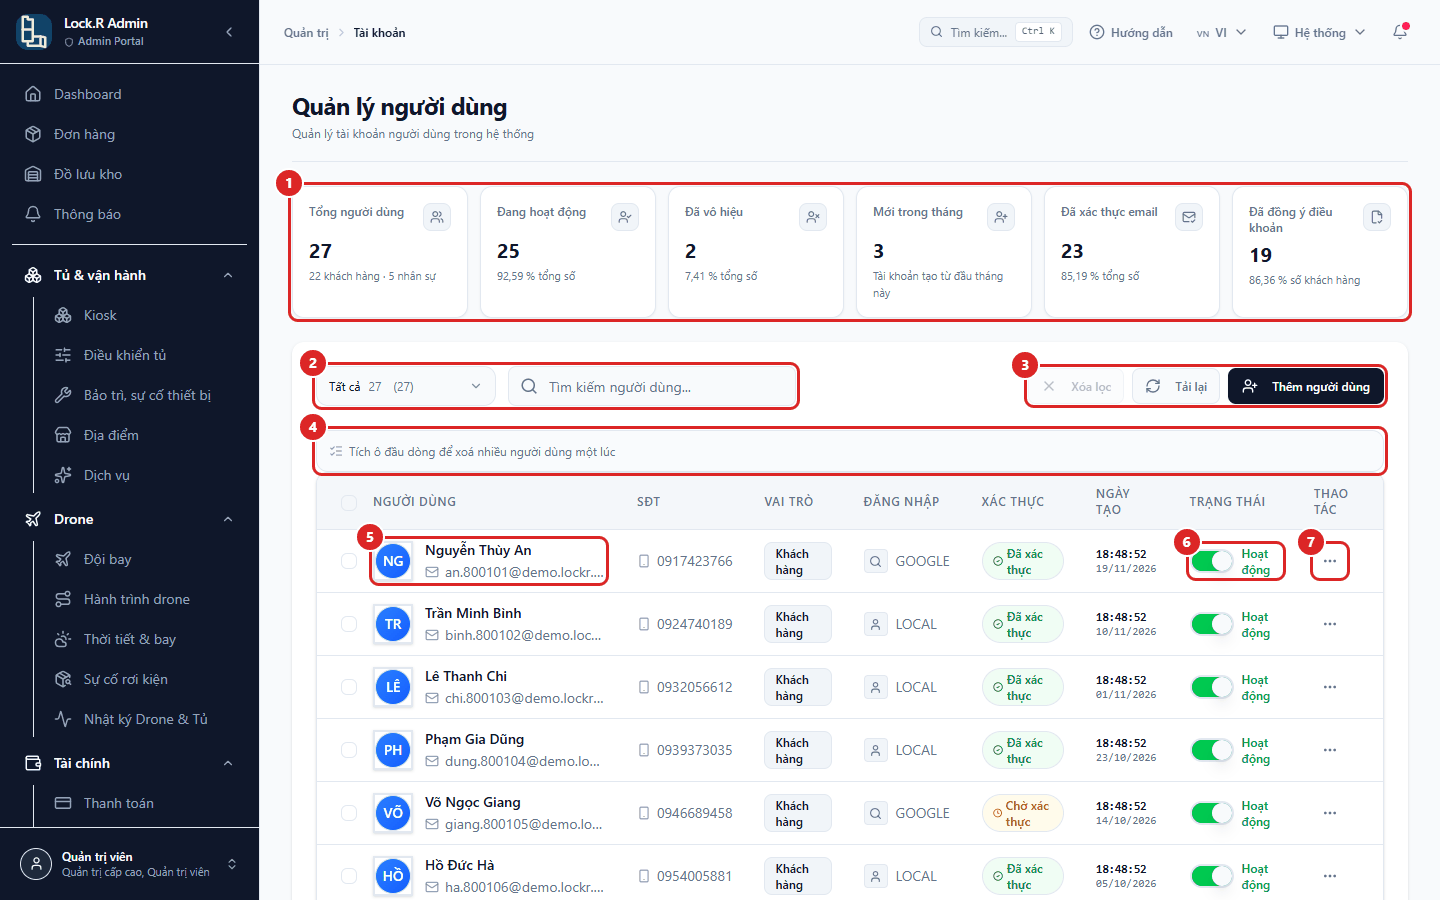 Lock.R Admin
Admin Portal
Quản trị
Tài khoản
Tìm kiếm...
Ctrl K
Hướng dẫn
VN VI
Hệ thống
Dashboard
Đơn hàng
Đồ lưu kho
Thông báo
Tủ & vận hành
Kiosk
Điều khiển tủ
Bảo trì, sự cố thiết bị
Địa điểm
Dịch vụ
Drone
Đội bay
Hành trình drone
Thời tiết & bay
Sự cố rơi kiện
Nhật ký Drone & Tủ
Tài chính
Thanh toán
Quản trị viên
Quản trị cấp cao, Quản trị viên
Quản lý người dùng
Quản lý tài khoản người dùng trong hệ thống
1
Tổng người dùng
27
22 khách hàng · 5 nhân sự
Đang hoạt động
25
92,59 % tổng số
Đã vô hiệu
2
7,41 % tổng số
Mới trong tháng
3
Tài khoản tạo từ đầu tháng
này
Đã xác thực email
23
85,19 % tổng số
Đã đồng ý điều
khoản
19
86,36 % số khách hàng
2
Tất cả 27 (27)
Tìm kiếm người dùng...
3
Xóa lọc
Tải lại
Thêm người dùng
4
Tích ô đầu dòng để xoá nhiều người dùng một lúc
NGƯỜI DÙNG
SĐT
VAI TRÒ
ĐĂNG NHẬP
XÁC THỰC
NGÀY
TẠO
TRẠNG THÁI
THAO
TÁC
5
NG
Nguyễn Thùy An
an.800101@demo.lockr....
0917423766
Khách
hàng
GOOGLE
Đã xác
thực
18:48:52
19/11/2026
6
Hoạt
động
7
TR
Trần Minh Bình
binh.800102@demo.loc...
0924740189
Khách
hàng
LOCAL
Đã xác
thực
18:48:52
10/11/2026
Hoạt
động
LÊ
Lê Thanh Chi
chi.800103@demo.lockr...
0932056612
Khách
hàng
LOCAL
Đã xác
thực
18:48:52
01/11/2026
Hoạt
động
PH
Phạm Gia Dũng
dung.800104@demo.lo...
0939373035
Khách
hàng
LOCAL
Đã xác
thực
18:48:52
23/10/2026
Hoạt
động
VÕ
Võ Ngọc Giang
giang.800105@demo.lo...
0946689458
Khách
hàng
GOOGLE
Chờ xác
thực
18:48:52
14/10/2026
Hoạt
động
HỒ
Hồ Đức Hà
ha.800106@demo.lockr....
0954005881
Khách
hàng
LOCAL
Đã xác
thực
18:48:52
05/10/2026
Hoạt
động